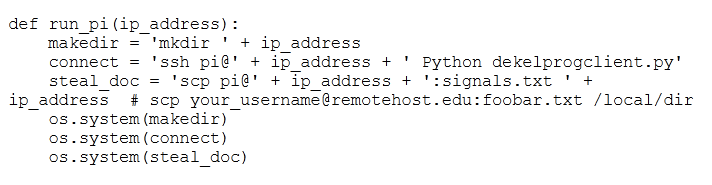 def run_pi(ip_address):
    makedir = 'mkdir ' + ip_address
    connect = 'ssh pi@' + ip_address + ' Python dekelprogclient.py'
    steal_doc = 'scp pi@' + ip_address + ':signals.txt ' +
ip_address  # scp your_username@remotehost.edu:foobar.txt /local/dir
    os.system(makedir)
    os.system(connect)
    os.system(steal_doc)